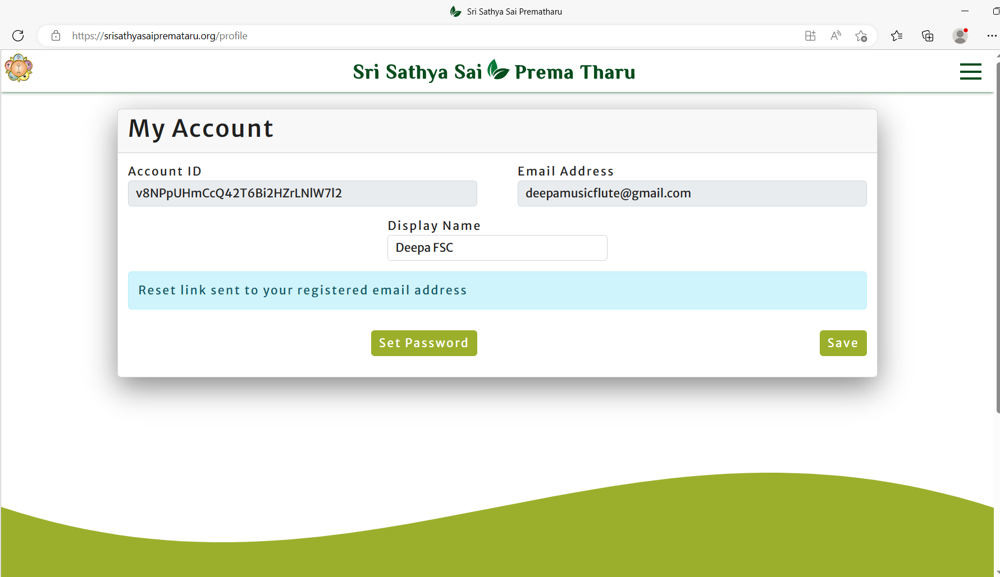 Sri Sathya Sai Prematharu
https://srisathyasaipremataru.org/profile
Sri Sathya Sai Prema Tharu
My Account
Account ID
Email Address
v8NPpUHmCcQ42T6Bi2HZrLNlW7l2
deepamusicflute@gmail.com
Display Name
Deepa FSC
Reset link sent to your registered email address
Set Password
Save